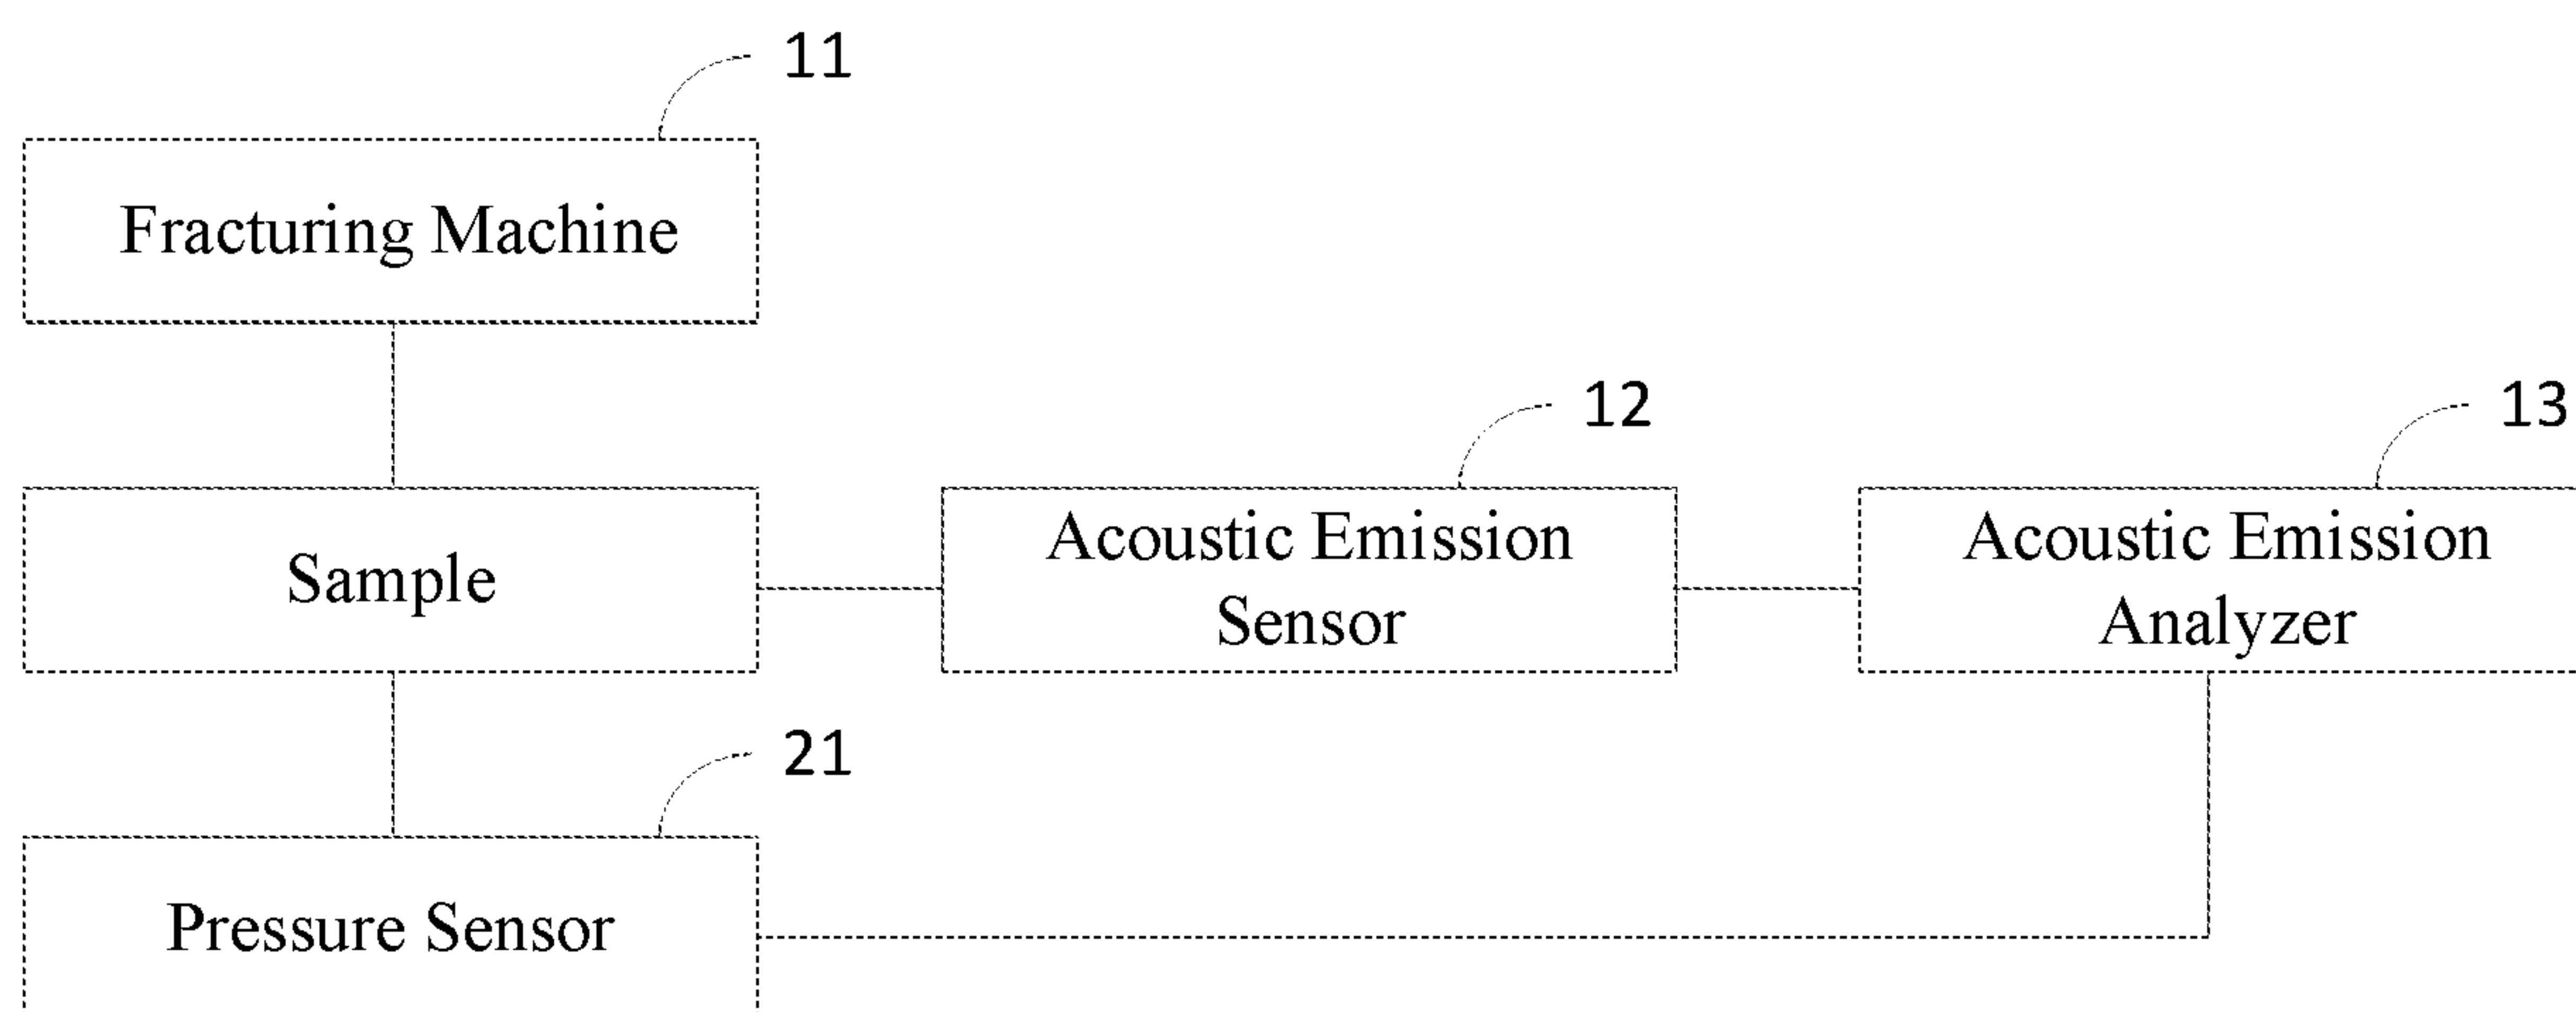 11
Fracturing Machine
12
13
Sample
Acoustic Emission
Sensor
Acoustic Emission
Analyzer
21
Pressure Sensor